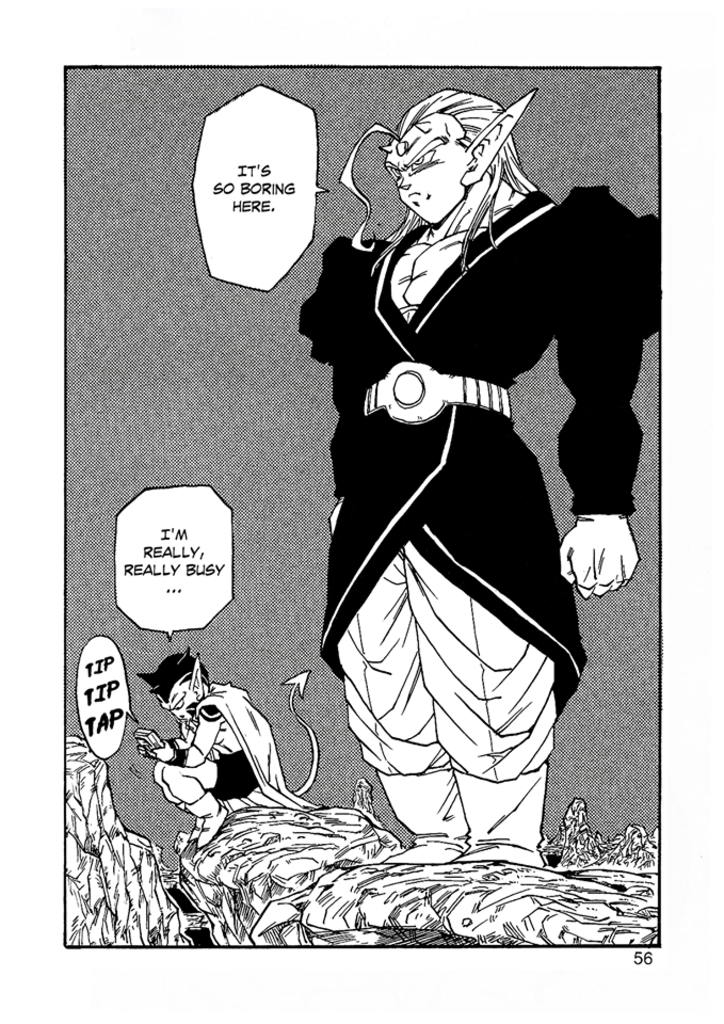 IT'S
SO BORING
HERE.
I'M
REALLY,
REALLY BUSY
...
TIP
TIP
TAP
56